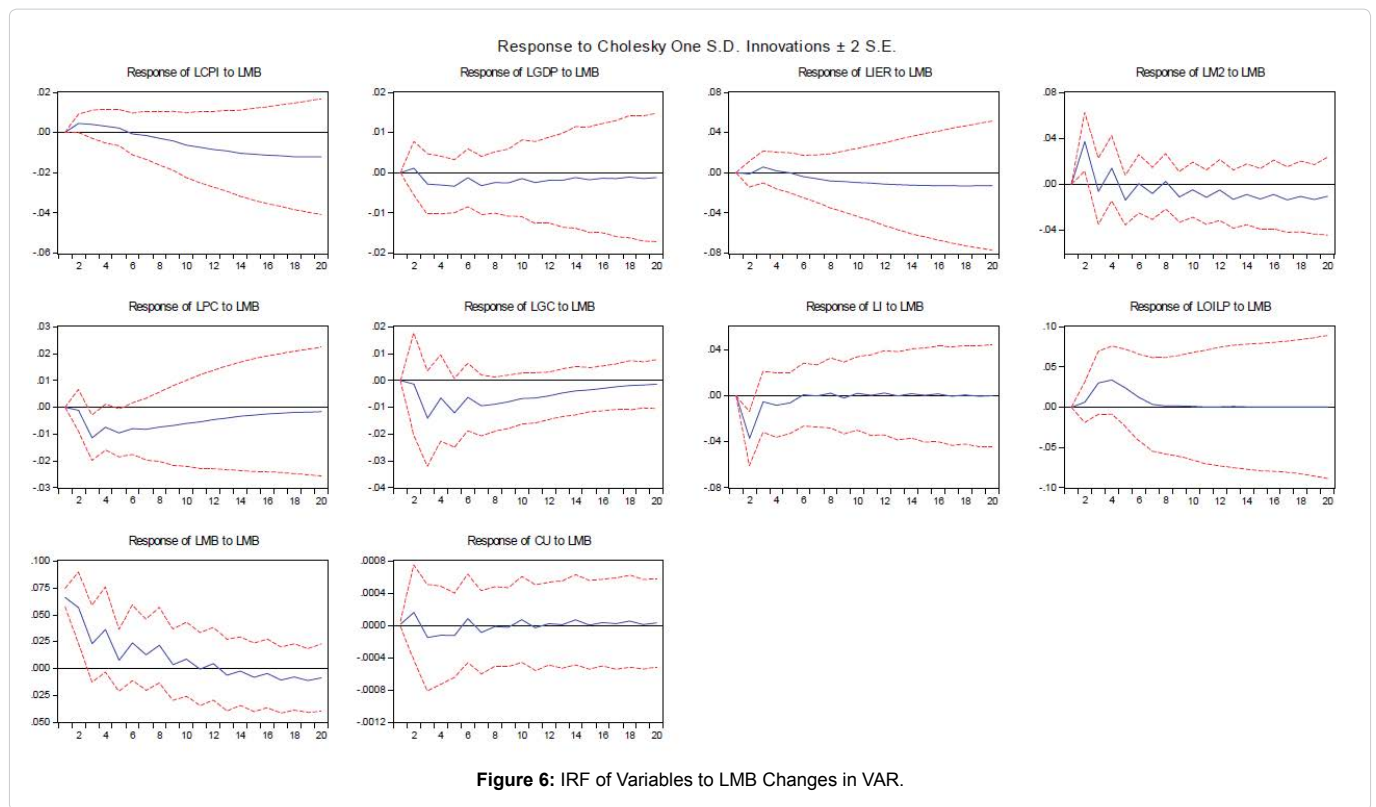 Response to Cholesky One S.D. Innovations ± 2 S.E.
Response of LCPI to LMB
.02
.00
-.02
-.04
-.06
2 4 6 8 10 12 14 16 18 20
Response of LGDP to LMB
.02
.01
.00
-.01
-.02
2 4 6 8 10 12 14 16 18 20
Response of LIER to LMB
.08
.04
.00
-.04
-.08
2 4 6 8 10 12 14 16 18 20
Response of LM2 to LMB
.08
.04
.00
-.04
2 4 6 8 10 12 14 16 18 20
Response of LPC to LMB
.03
.02
.01
.00
-.01
-.02
-.03
2 4 6 8 10 12 14 16 18 20
Response of LGC to LMB
.02
.01
.00
-.01
-.02
-.03
-.04
2 4 6 8 10 12 14 16 18 20
Response of LI to LMB
.04
.00
-.04
-.08
2 4 6 8 10 12 14 16 18 20
Response of LOILP to LMB
.10
.05
.00
-.05
-.10
2 4 6 8 10 12 14 16 18 20
Response of LMB to LMB
.100
.075
.050
.025
.000
.025
.050
2 4 6 8 10 12 14 16 18 20
Response of CU to LMB
.0008
.0004
.0000
-.0004
-.0008
-.0012
2 4 6 8 10 12 14 16 18 20
Figure 6: IRF of Variables to LMB Changes in VAR.